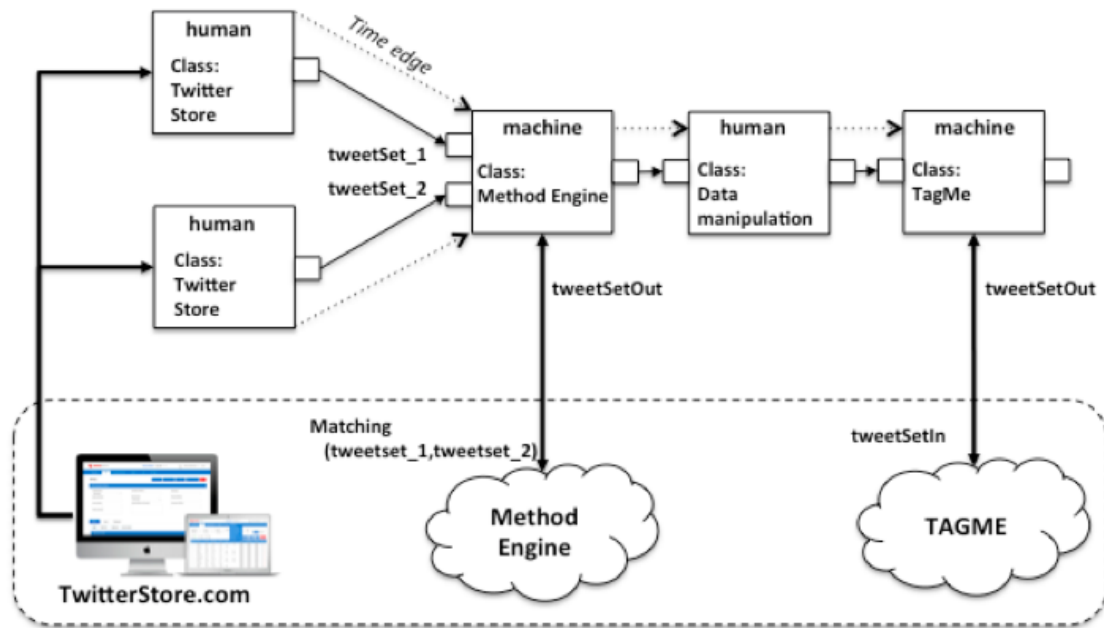 human
Class:
Twitter
Store
Time edge
tweetSet_1
tweetSet_2
human
Class:
Twitter
Store
machine
Class:
Method Engine
human
Class:
Data
manipulation
machine
Class:
TagMe
tweetSetOut
tweetSetOut
Matching
(tweetset_1,tweetset_2)
tweetSetIn
Method
Engine
TAGME
TwitterStore.com